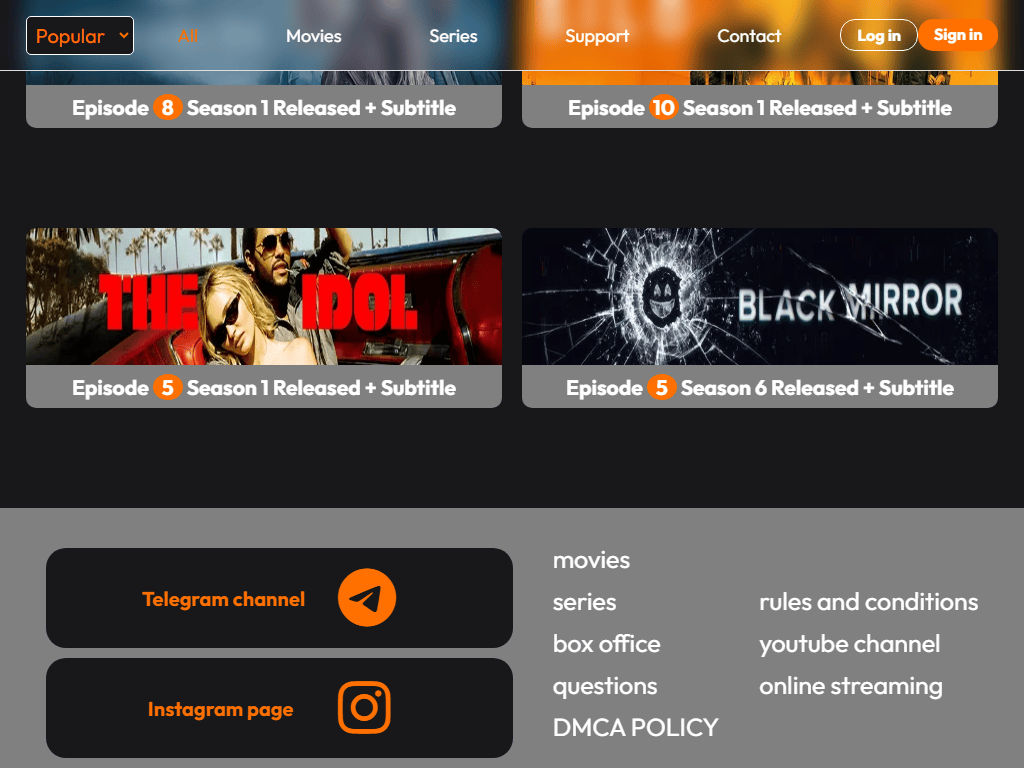 Popular All Movies Series Support Contact Log in Sign in
Episode 8 Season 1 Released + Subtitle
Episode 10 Season 1 Released + Subtitle
THE IDOL
Episode 5 Season 1 Released + Subtitle
BLACK MIRROR
Episode 5 Season 6 Released + Subtitle
Telegram channel
Instagram page
movies
series
box office
questions
DMCA POLICY
rules and conditions
youtube channel
online streaming